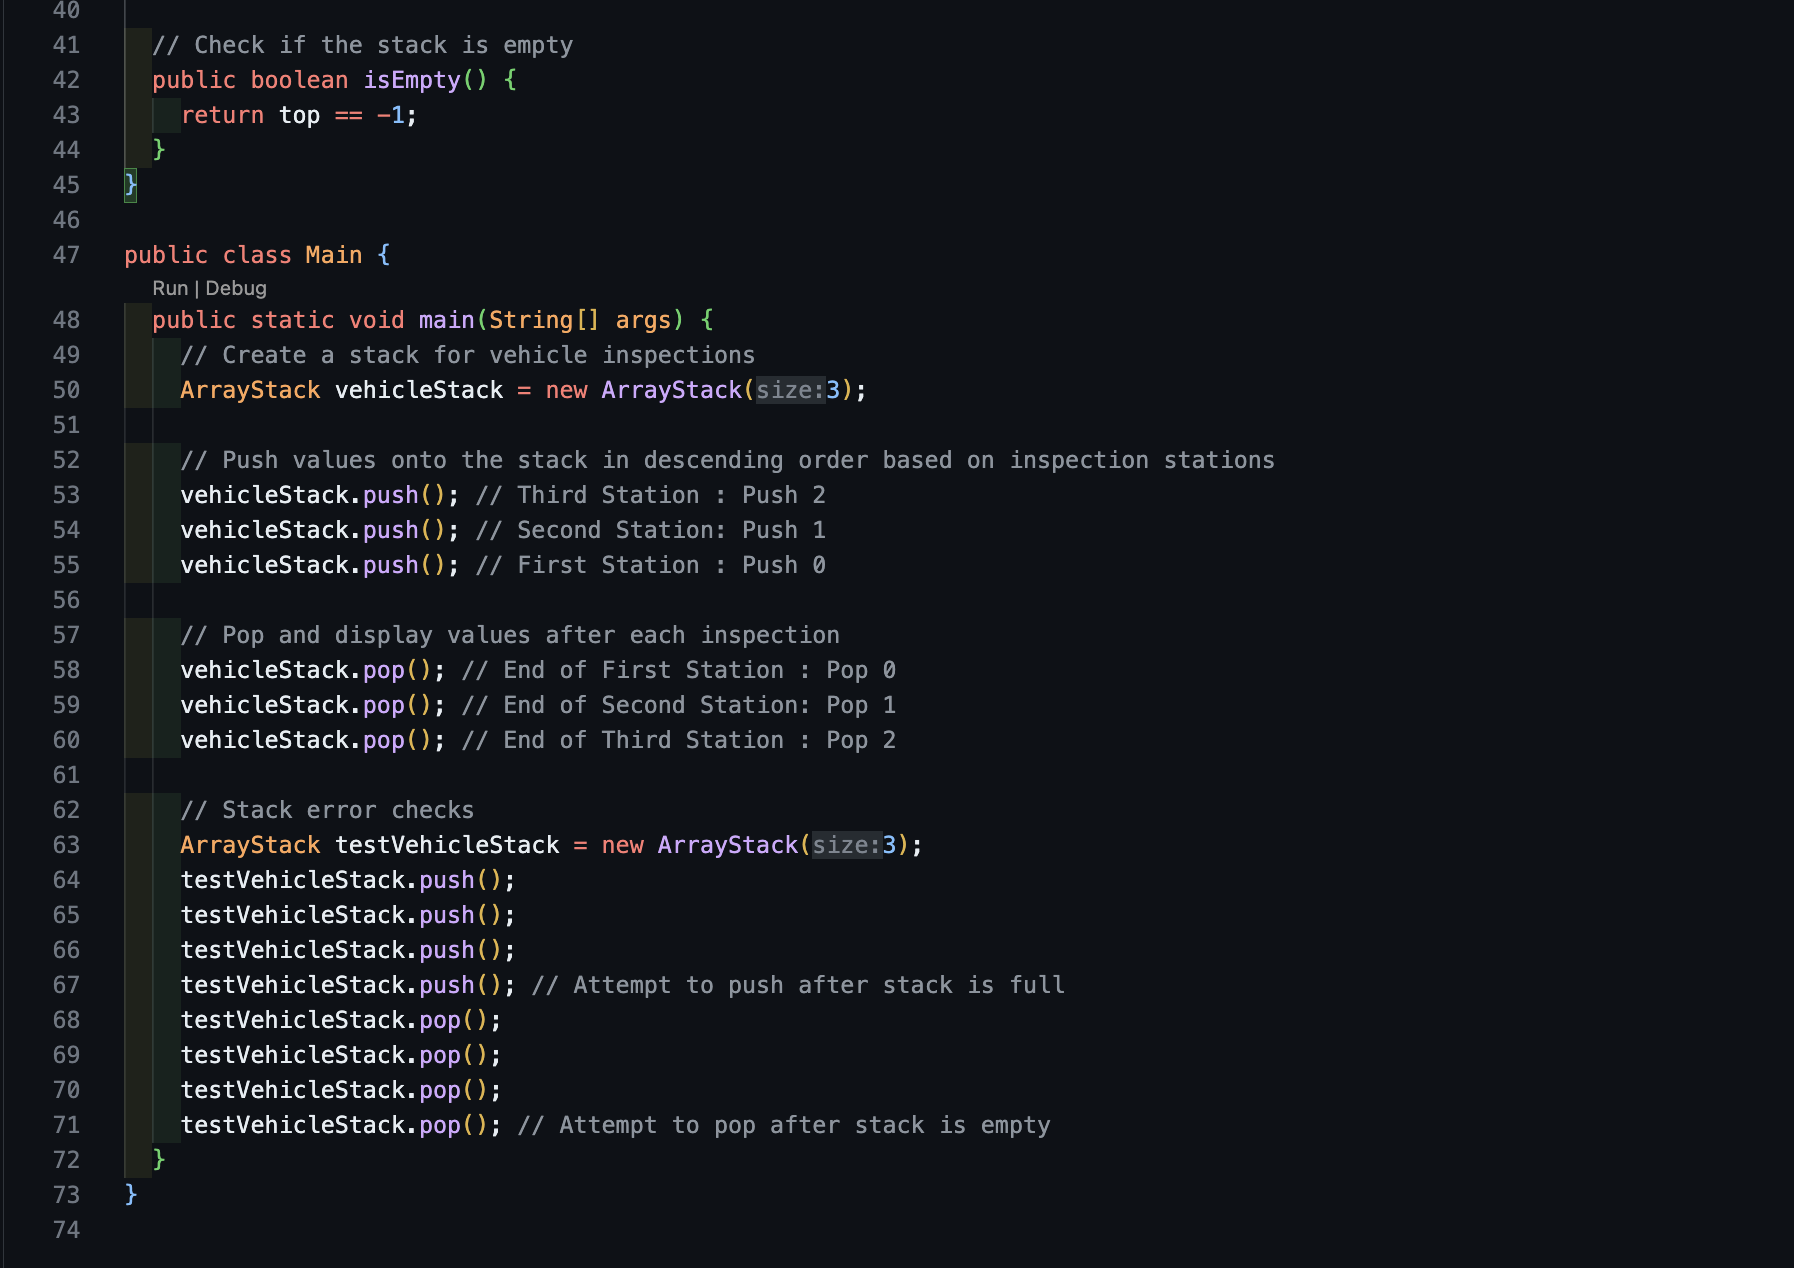 40
41 // Check if the stack is empty
42 public boolean isEmpty() {
43 return top == -1;
44 }
45 }
46
47 public class Main {
Run | Debug
48 public static void main(String[] args) {
49 // Create a stack for vehicle inspections
50 ArrayStack vehicleStack = new ArrayStack(size:3);
51
52 // Push values onto the stack in descending order based on inspection stations
53 vehicleStack.push(); // Third Station : Push 2
54 vehicleStack.push(); // Second Station: Push 1
55 vehicleStack.push(); // First Station : Push 0
56
57 // Pop and display values after each inspection
58 vehicleStack.pop(); // End of First Station : Pop 0
59 vehicleStack.pop(); // End of Second Station: Pop 1
60 vehicleStack.pop(); // End of Third Station : Pop 2
61
62 // Stack error checks
63 ArrayStack testVehicleStack = new ArrayStack(size:3);
64 testVehicleStack.push();
65 testVehicleStack.push();
66 testVehicleStack.push();
67 testVehicleStack.push(); // Attempt to push after stack is full
68 testVehicleStack.pop();
69 testVehicleStack.pop();
70 testVehicleStack.pop();
71 testVehicleStack.pop(); // Attempt to pop after stack is empty
72 }
73 }
74